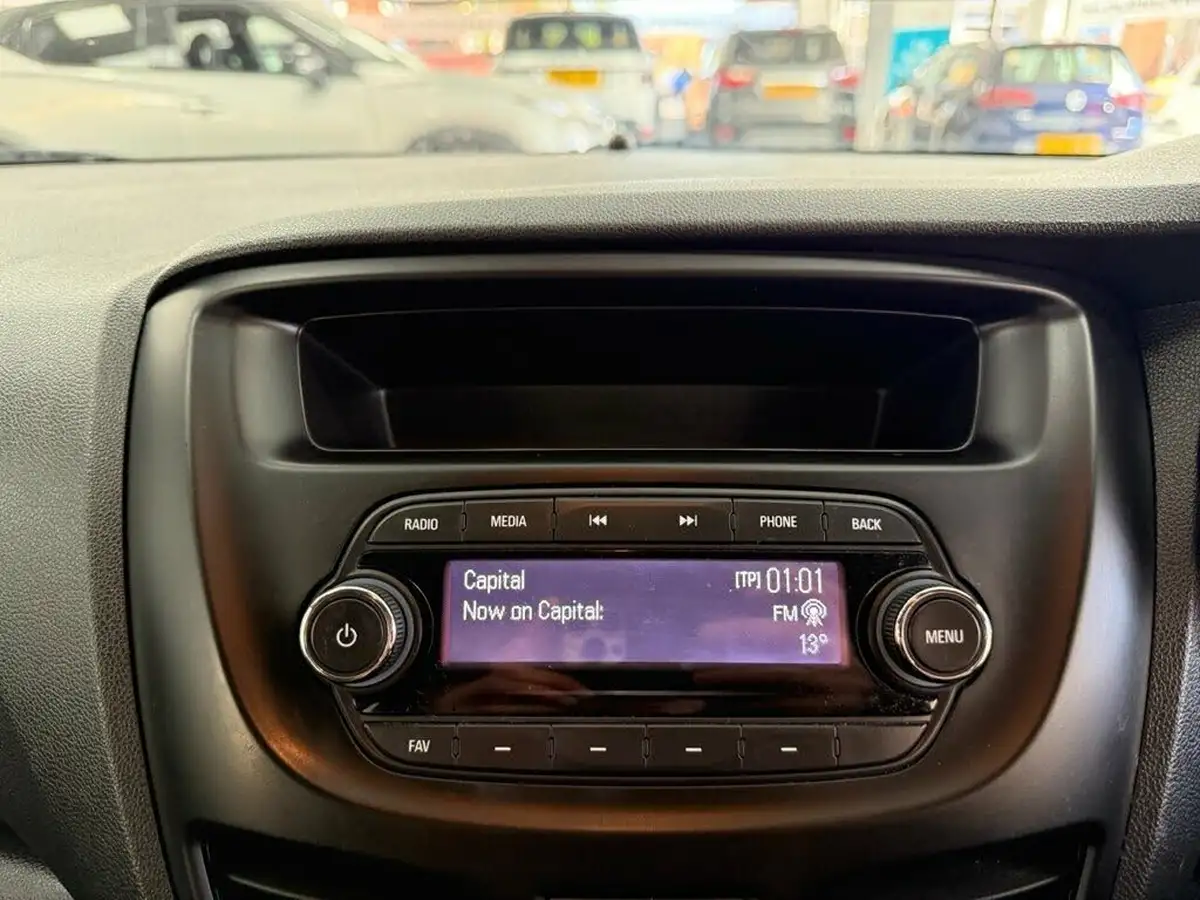 RADIO MEDIA PHONE BACK
Capital [TP] 01:01
Now on Capital: FM
13°
MENU
FAV